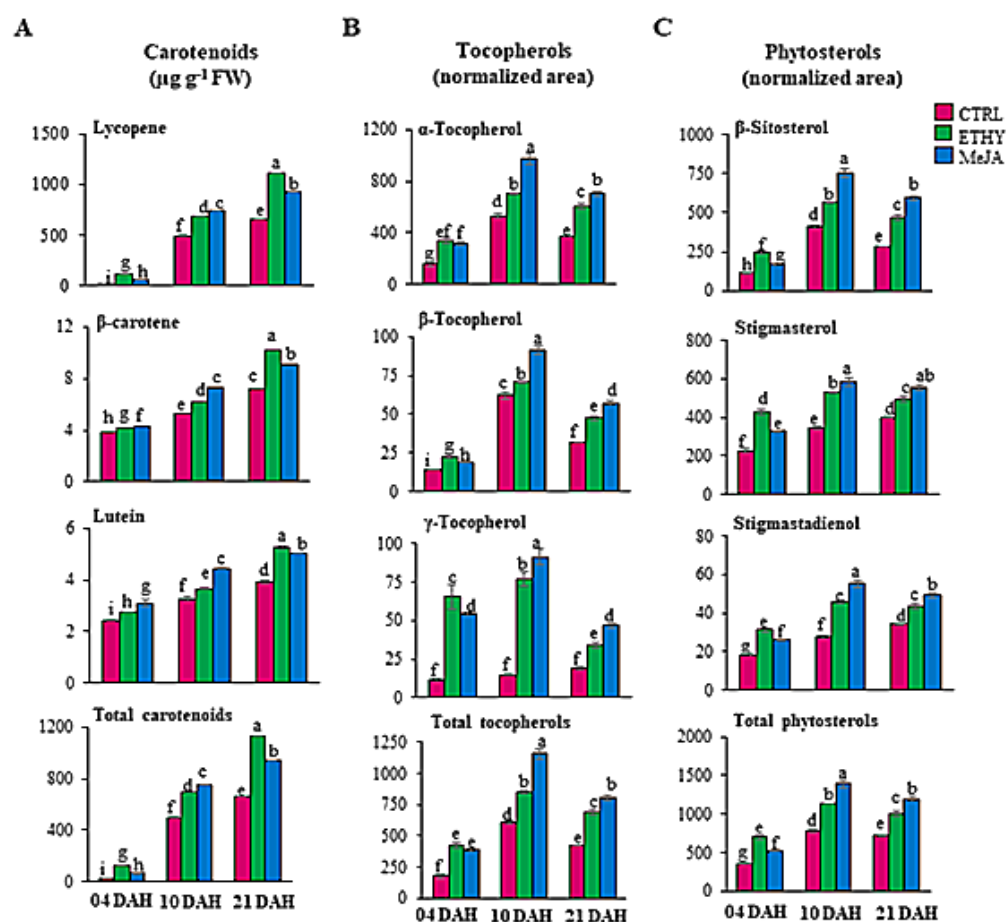 A
Carotenoids
(µg g⁻¹ FW)
Lycopene
1500
1000
500
0
i g h
f d c
e a b
β-carotene
12
8
4
0
h g f
e d c
c a b
Lutein
6
4
2
0
i h g
f e c
d a b
Total carotenoids
1200
800
400
0
i g h
f d c
e a b
04 DAH 10 DAH 21 DAH
B
Tocopherols
(normalized area)
α-Tocopherol
1200
800
400
0
g ef f
d b a
e c b
β-Tocopherol
100
75
50
25
0
i g h
c b a
f e d
γ-Tocopherol
100
75
50
25
0
f c d
f b a
f e d
Total tocopherols
1250
1000
750
500
250
0
f e e
d b a
d c b
04 DAH 10 DAH 21 DAH
C
Phytosterols
(normalized area)
CTRL
ETHY
MeJA
β-Sitosterol
1000
750
500
250
0
h f g
d b a
e c b
Stigmasterol
800
600
400
200
0
f d e
e b a
d c ab
Stigmastadienol
80
60
40
20
0
g e f
f c a
d c b
Total phytosterols
2000
1500
1000
500
0
g e f
d b a
d c b
04 DAH 10 DAH 21 DAH